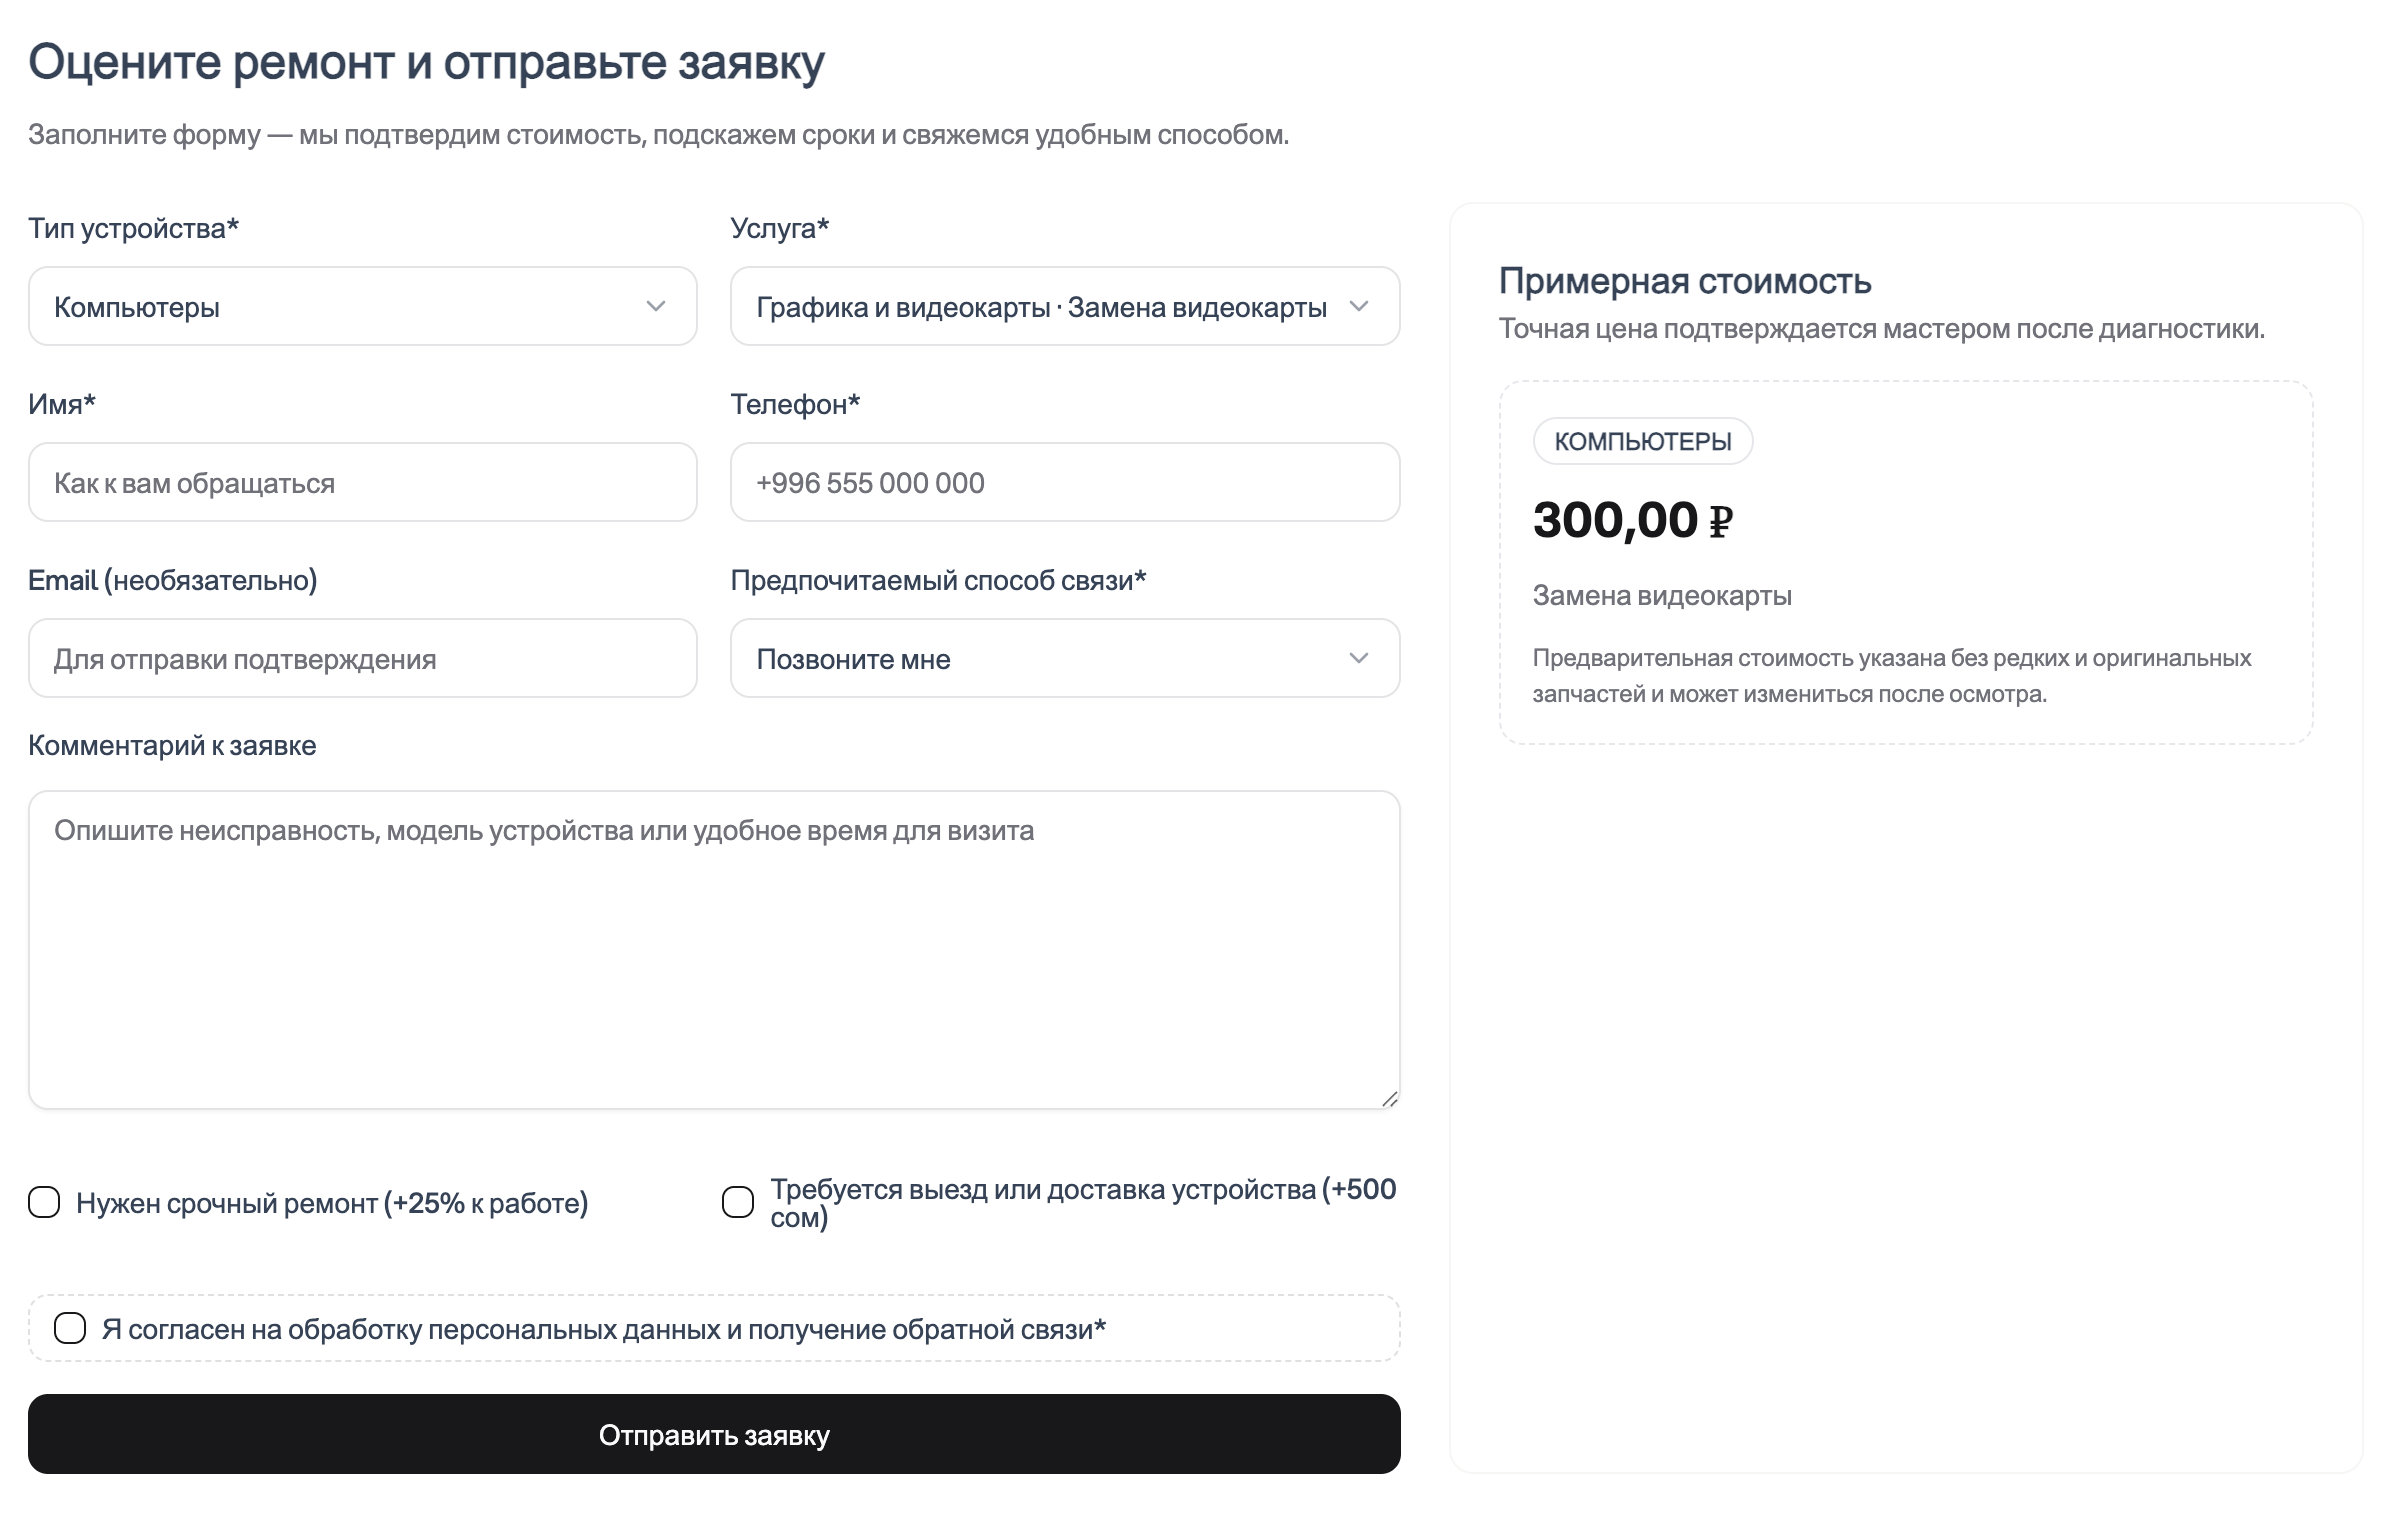 Оцените ремонт и отправьте заявку
Заполните форму — мы подтвердим стоимость, подскажем сроки и свяжемся удобным способом.
Тип устройства*
Компьютеры
Услуга*
Графика и видеокарты · Замена видеокарты
Имя*
Как к вам обращаться
Телефон*
+996 555 000 000
Email (необязательно)
Для отправки подтверждения
Предпочитаемый способ связи*
Позвоните мне
Комментарий к заявке
Опишите неисправность, модель устройства или удобное время для визита
Нужен срочный ремонт (+25% к работе)
Требуется выезд или доставка устройства (+500
сом)
Я согласен на обработку персональных данных и получение обратной связи*
Отправить заявку
Примерная стоимость
Точная цена подтверждается мастером после диагностики.
КОМПЬЮТЕРЫ
300,00 ₽
Замена видеокарты
Предварительная стоимость указана без редких и оригинальных
запчастей и может измениться после осмотра.